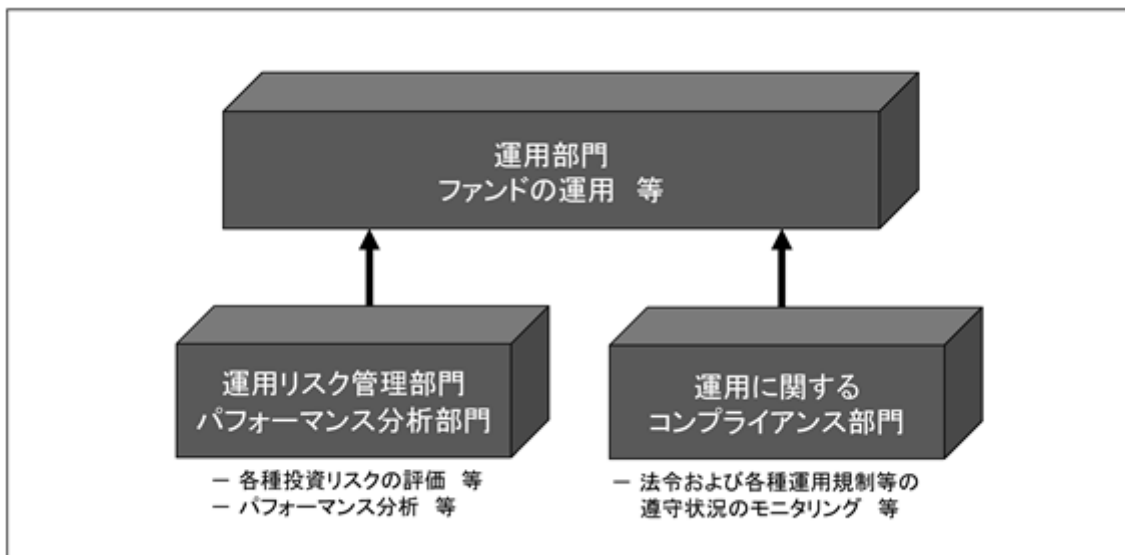 運用部門
ファンドの運用 等
運用リスク管理部門
パフォーマンス分析部門
－ 各種投資リスクの評価 等
－ パフォーマンス分析 等
運用に関する
コンプライアンス部門
－ 法令および各種運用規制等の
遵守状況のモニタリング 等